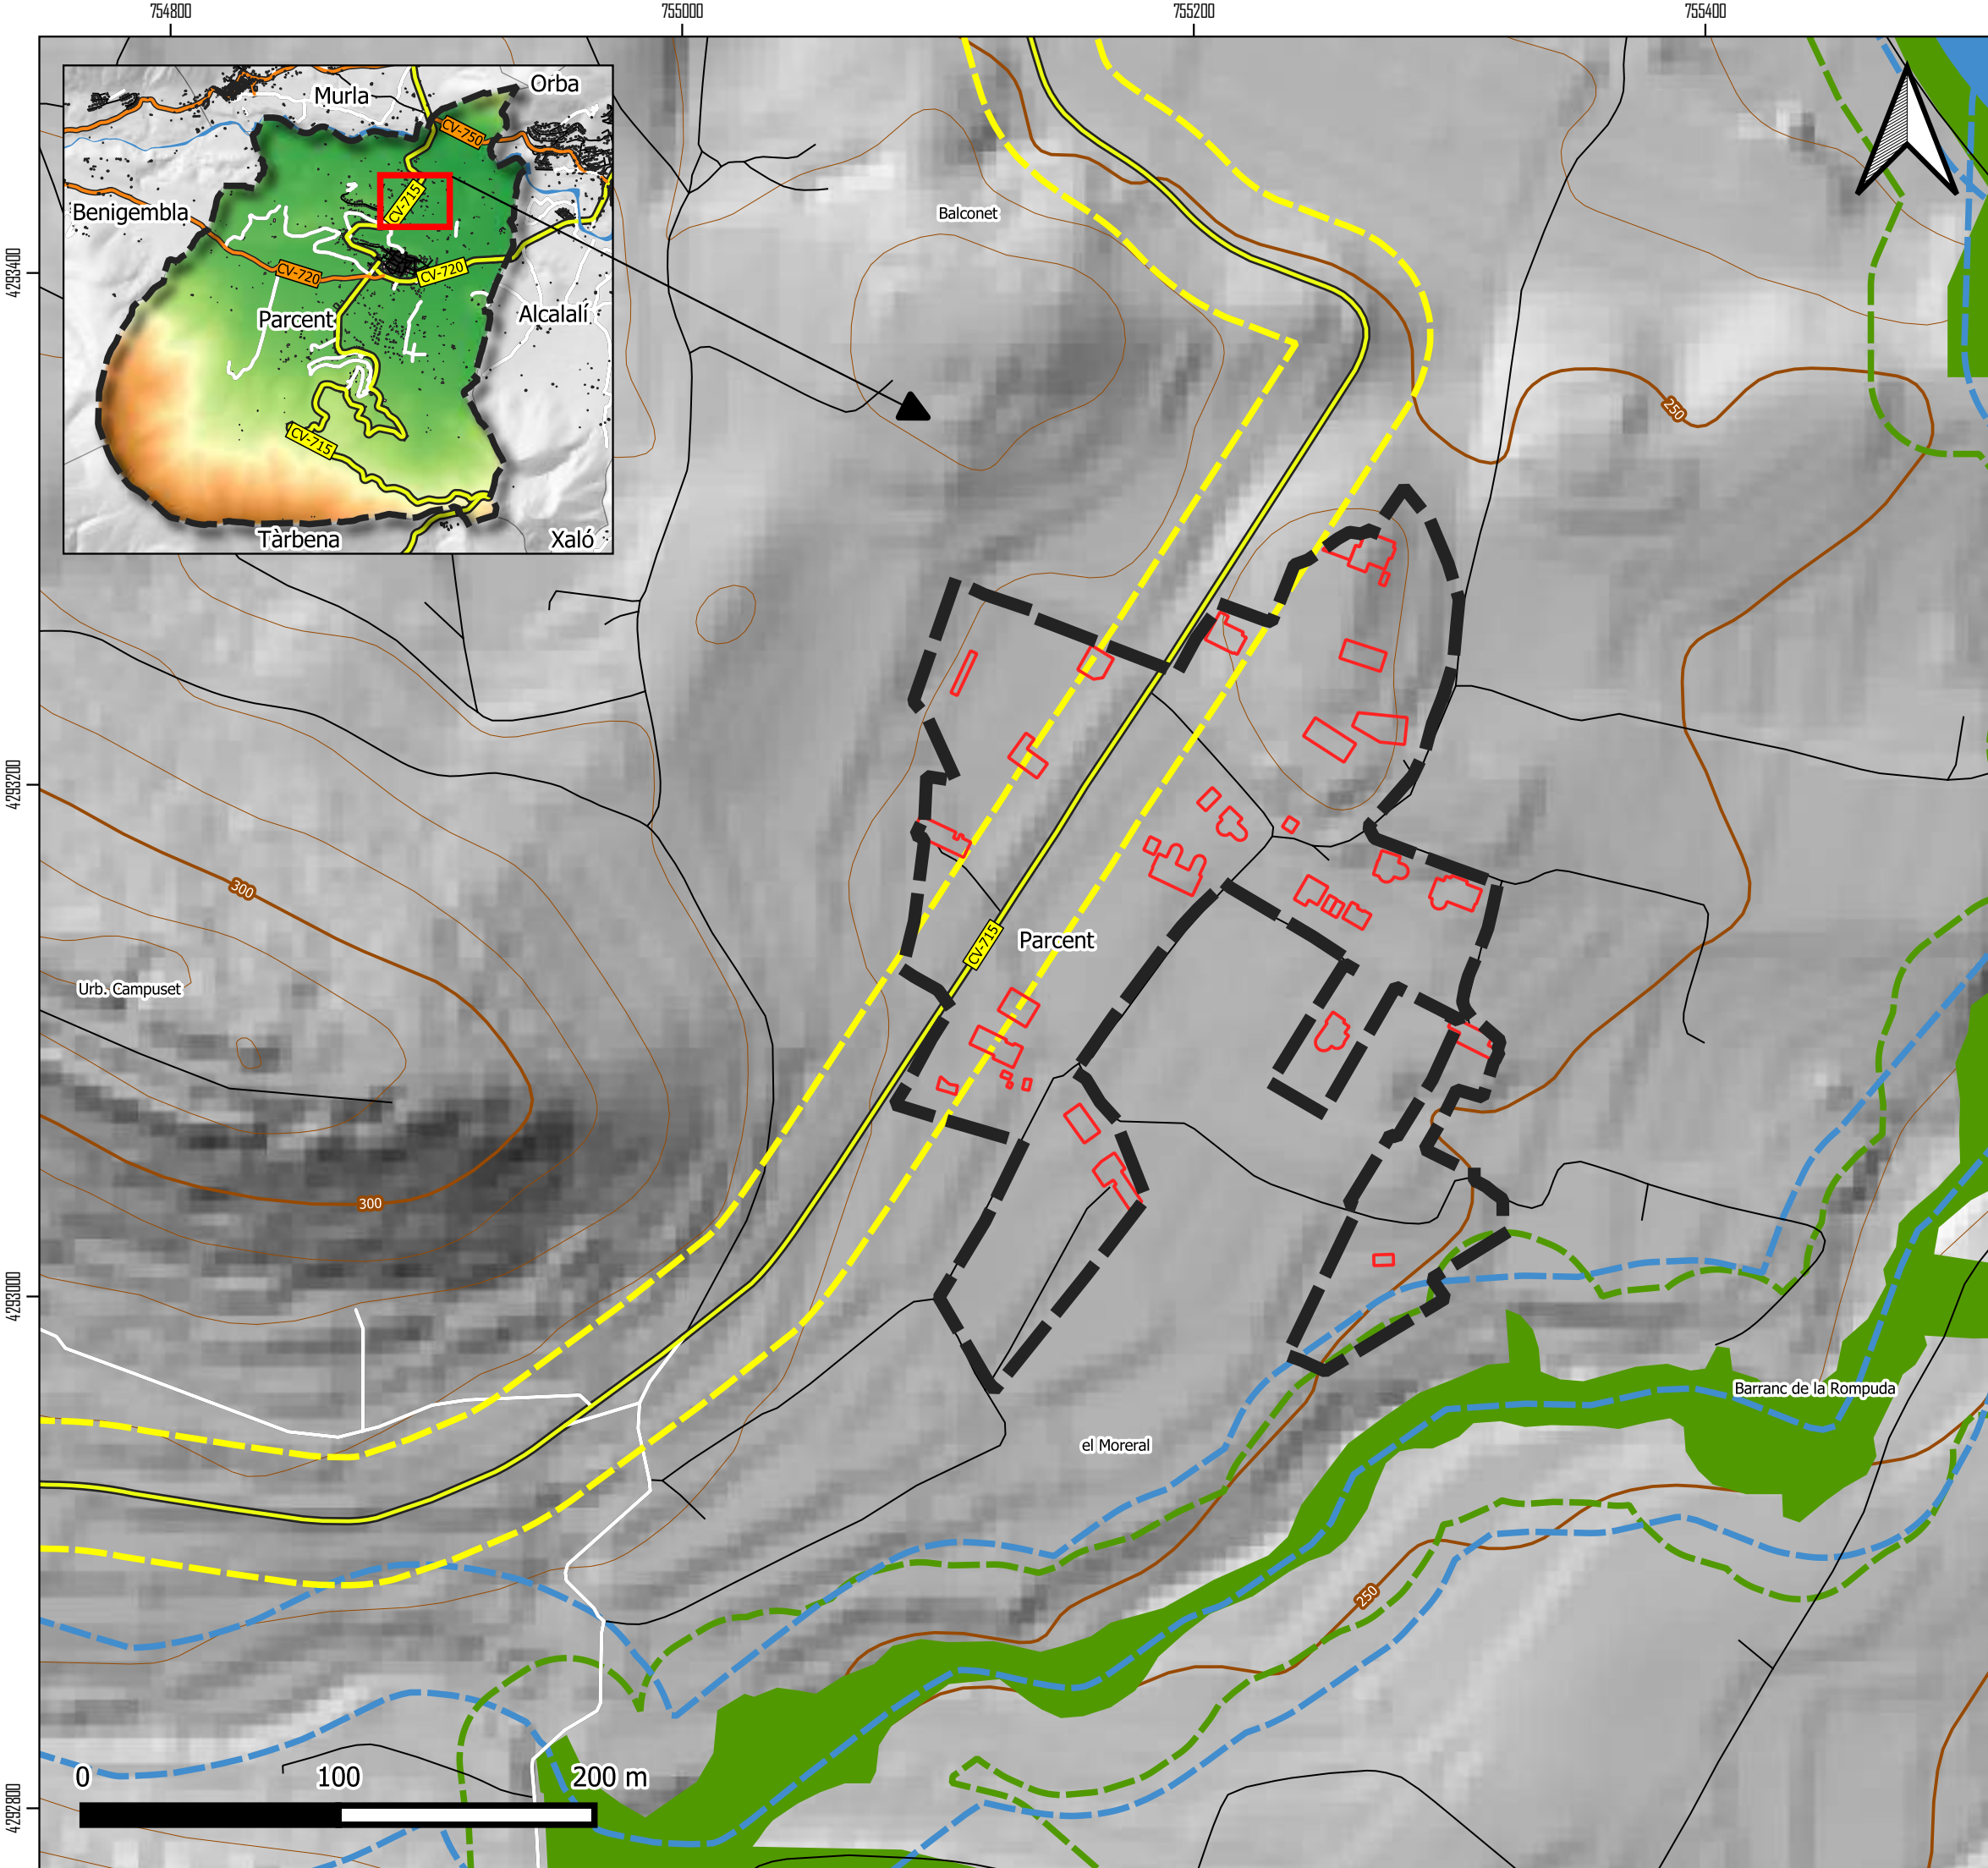 754800
755000
755200
755400
4293400
4293200
4293000
4292800
Orba
Murla
CV-750
Benigembla
CV-715
CV-720
CV-720
Parcent
Alcalalí
CV-715
Tàrbena
Xaló
Balconet
250
300
CV-715
Parcent
Urb. Campuset
300
Barranc de la Rompuda
el Moreral
250
0 100 200 m